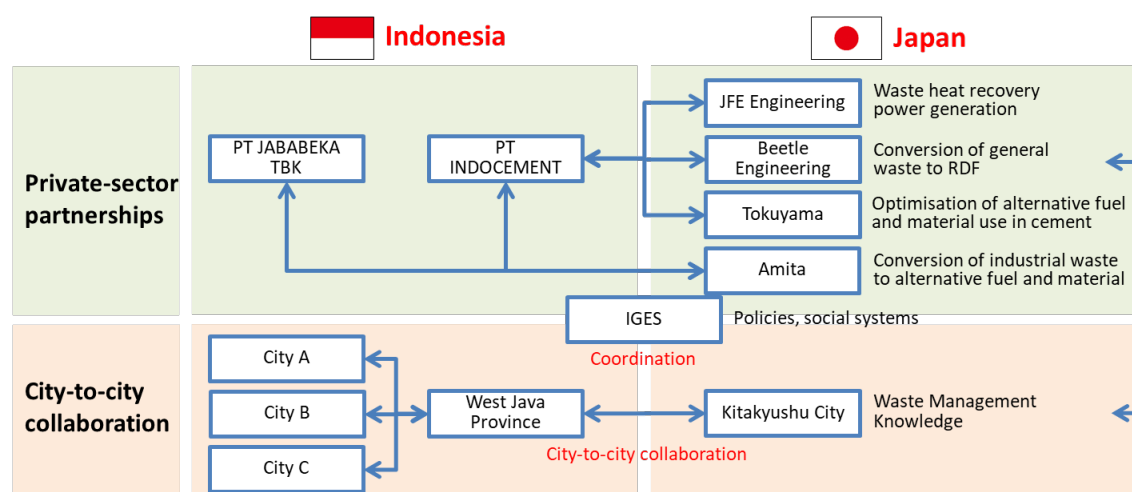 Indonesia
Japan
Private-sector
partnerships
PT JABABEKA
TBK
PT
INDOCEMENT
JFE Engineering
Waste heat recovery
power generation
Beetle
Engineering
Conversion of general
waste to RDF
Tokuyama
Optimisation of alternative fuel
and material use in cement
Amita
Conversion of industrial waste
to alternative fuel and material
IGES
Policies, social systems
Coordination
City-to-city
collaboration
City A
City B
City C
West Java
Province
Kitakyushu City
Waste Management
Knowledge
City-to-city collaboration